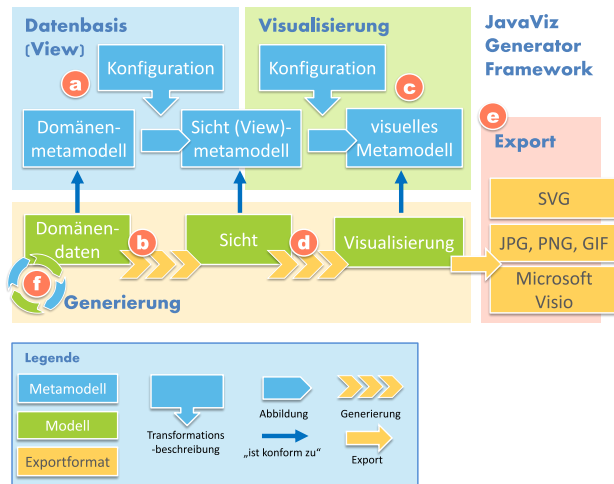 Datenbasis
(View)
Visualisierung
JavaViz
Generator
Framework
a
Konfiguration
Konfiguration
c
Domänen-
metamodell
Sicht (View)-
metamodell
visuelles
Metamodell
e
Export
SVG
JPG, PNG, GIF
Microsoft
Visio
Domänen-
daten
b
Sicht
d
Visualisierung
f
Generierung
Legende
Metamodell
Modell
Exportformat
Transformations
-beschreibung
Abbildung
„ist konform zu“
Generierung
Export